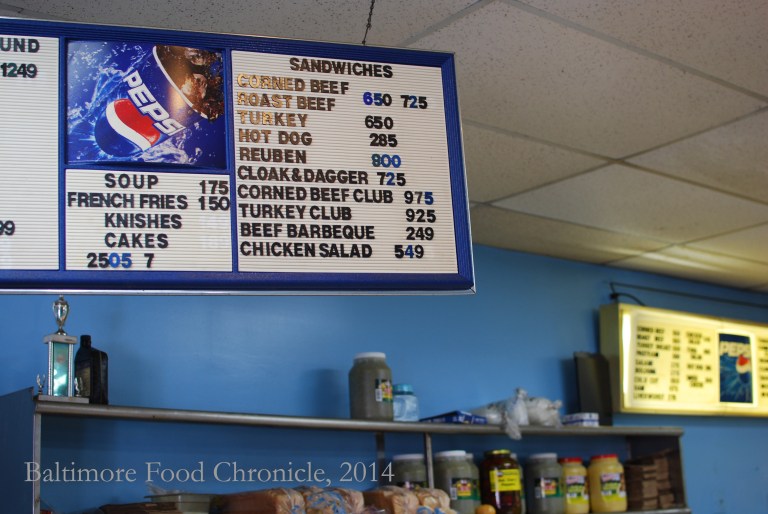 UND
1249
99
PEPSI
SOUP 175
FRENCH FRIES 150
KNISHES
CAKES
2505 7
SANDWICHES
CORNED BEEF
ROAST BEEF 650 725
TURKEY 650
HOT DOG 285
REUBEN 800
CLOAK&DAGGER 725
CORNED BEEF CLUB 975
TURKEY CLUB 925
BEEF BARBEQUE 249
CHICKEN SALAD 549
PEPSI
Baltimore Food Chronicle, 2014